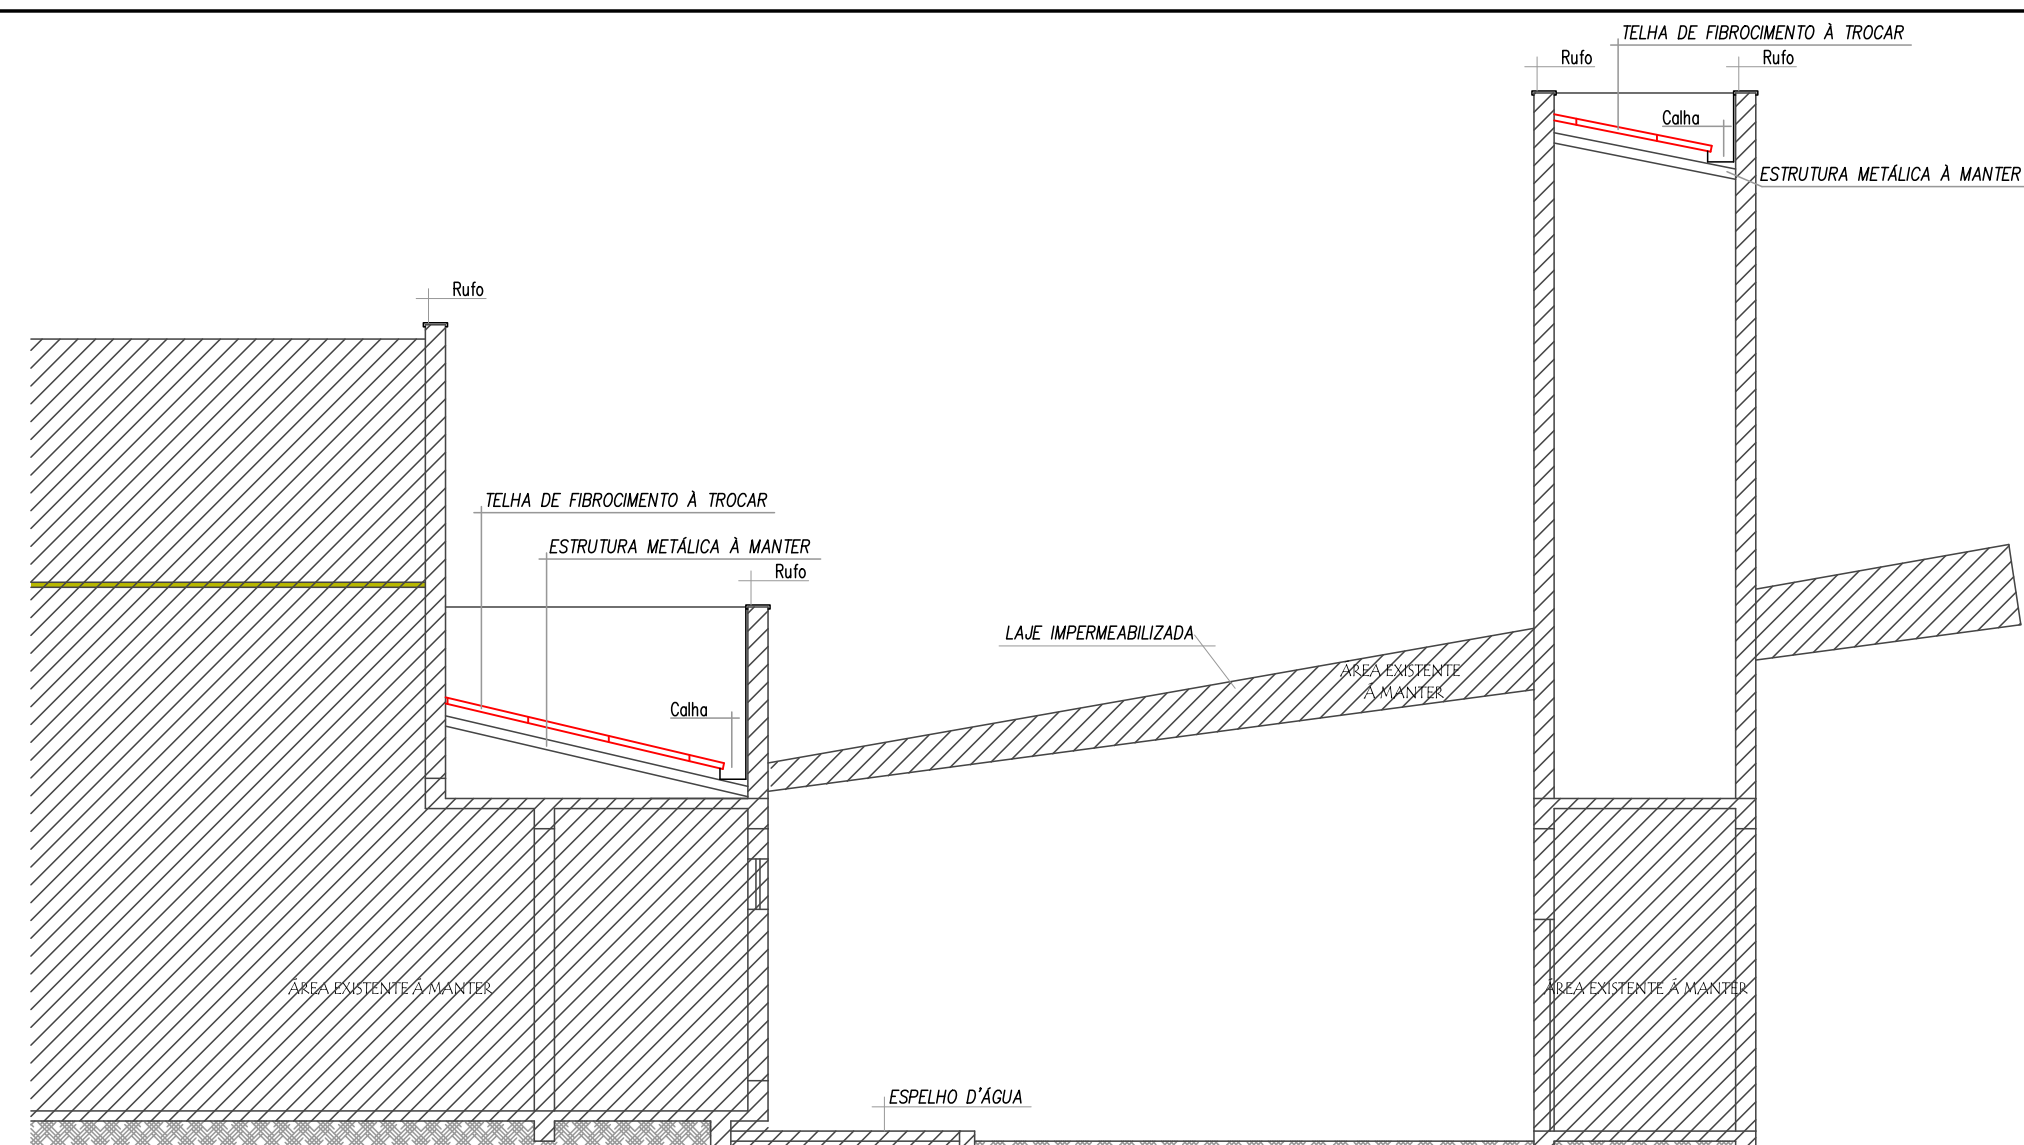 TELHA DE FIBROCIMENTO À TROCAR
Rufo
Rufo
Calha
ESTRUTURA METÁLICA À MANTER
Rufo
TELHA DE FIBROCIMENTO À TROCAR
ESTRUTURA METÁLICA À MANTER
Rufo
LAJE IMPERMEABILIZADA
ÁREA EXISTENTE
Á MANTER
Calha
ÁREA EXISTENTE Á MANTER
ÁREA EXISTENTE Á MANTER
ESPELHO D'ÁGUA